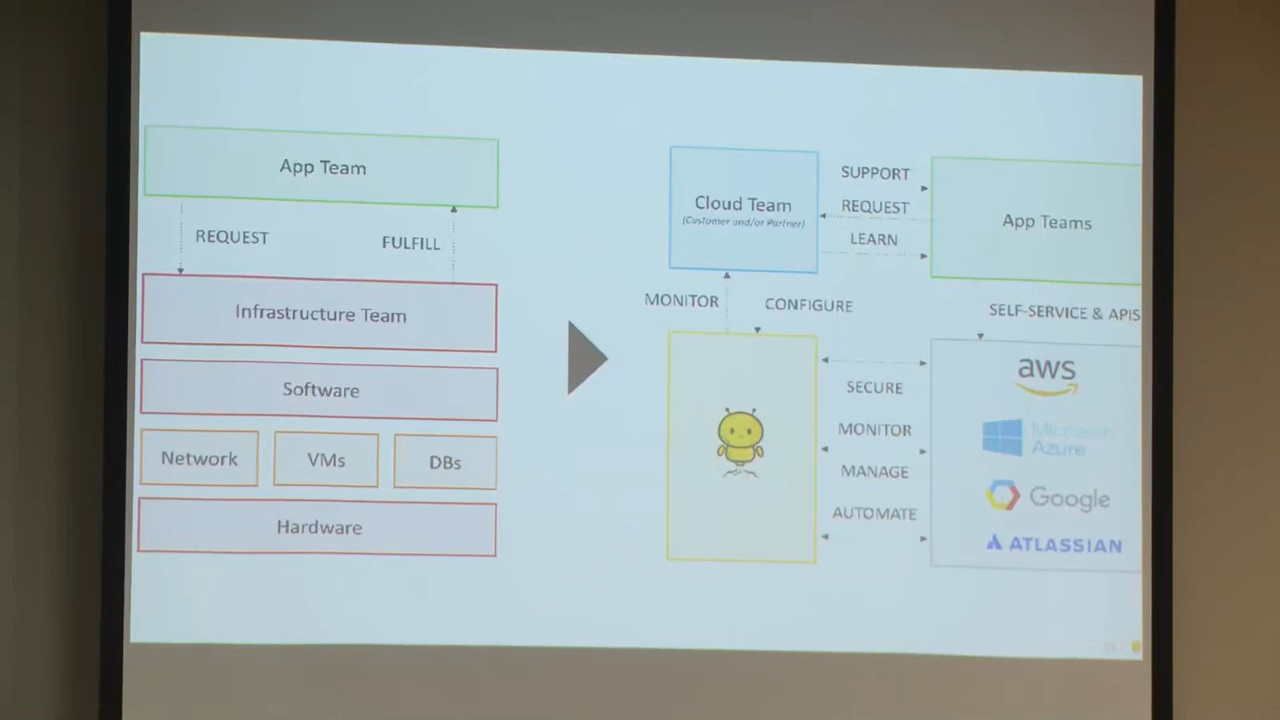 App Team
REQUEST
FULFILL
Infrastructure Team
Software
Network
VMs
DBs
Hardware
Cloud Team
(Customer and/or Partner)
SUPPORT
REQUEST
LEARN
App Teams
MONITOR
CONFIGURE
SELF-SERVICE & APIS
SECURE
MONITOR
MANAGE
AUTOMATE
aws
Microsoft
Azure
Google
ATLASSIAN